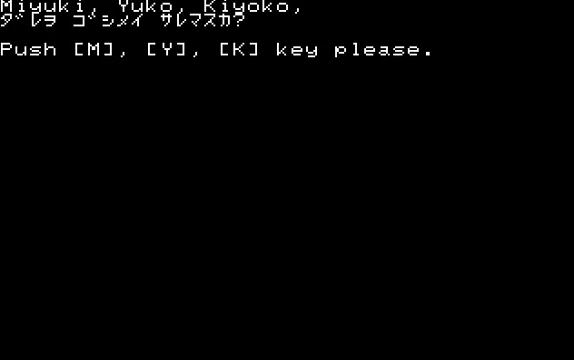 Miyuki, Yuko, Kiyoko,
ダレヲ ゴシメイ サレマスカ?
Push [M], [Y], [K] key please.